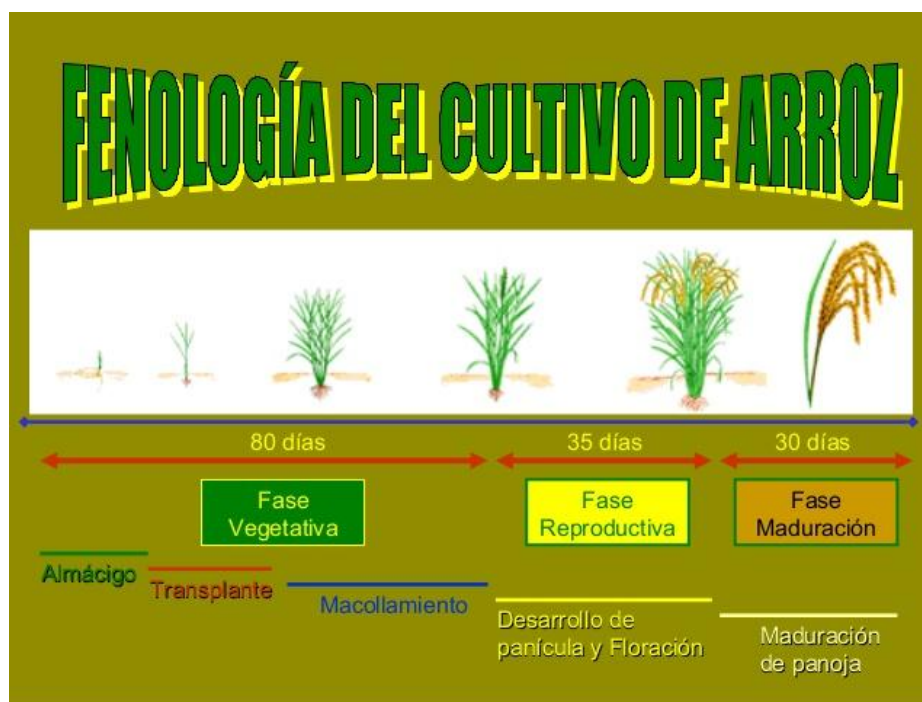 FENOLOGÍA DEL CULTIVO DE ARROZ
80 días
35 días
30 días
Fase
Vegetativa
Fase
Reproductiva
Fase
Maduración
Almácigo
Transplante
Macollamiento
Desarrollo de
panícula y Floración
Maduración
de panoja